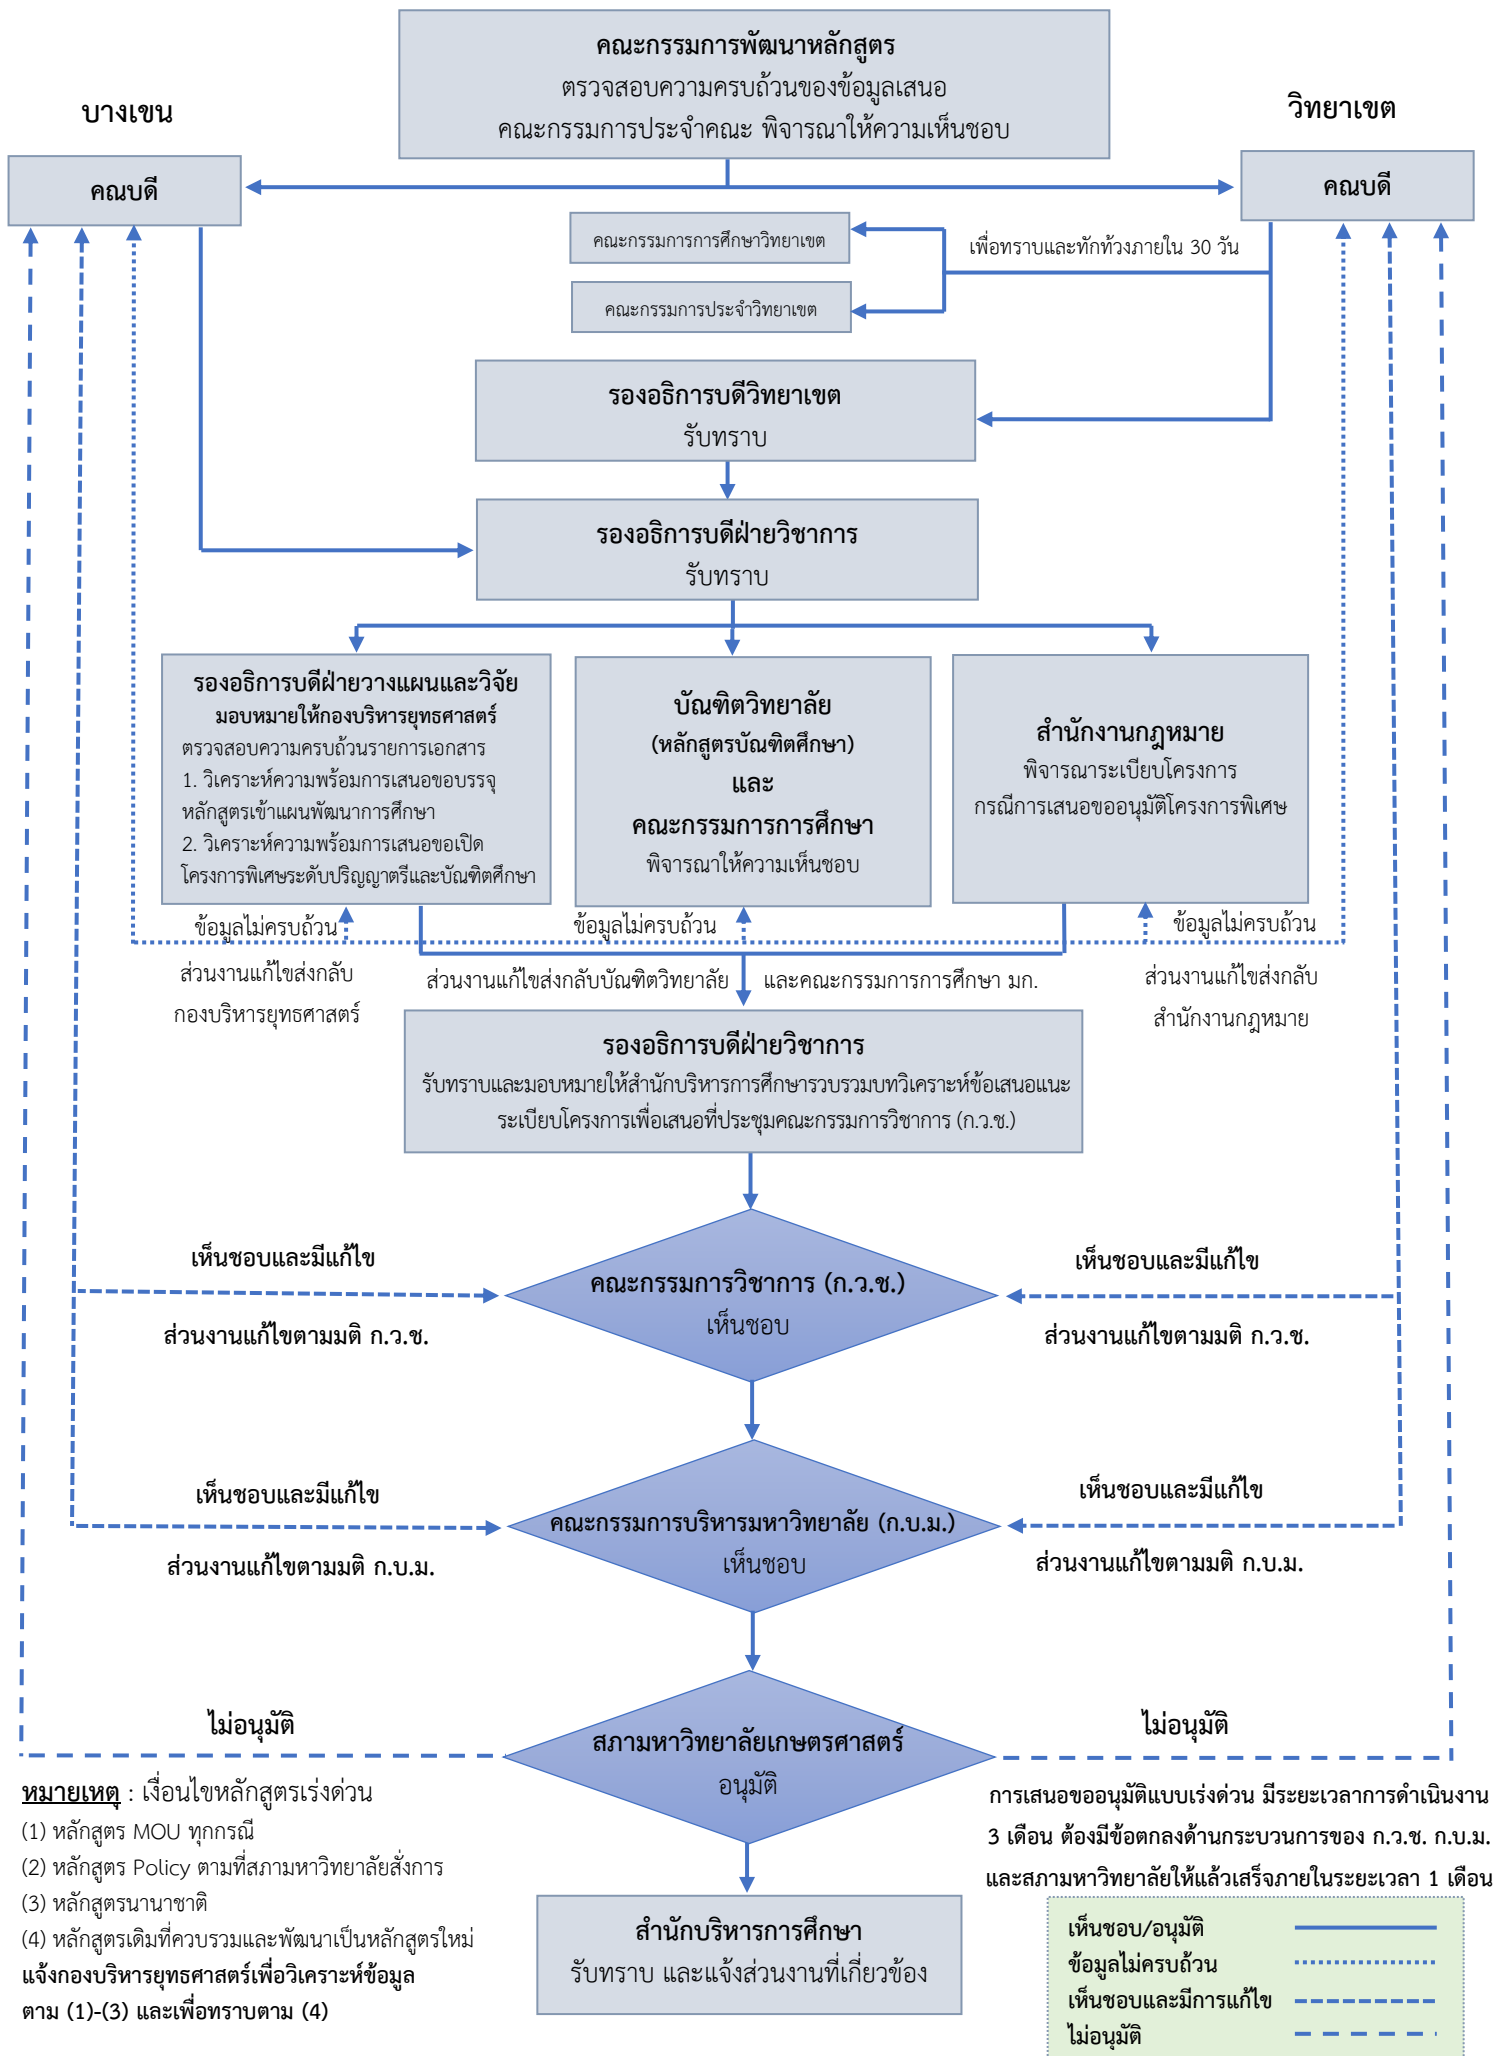 คณะกรรมการพัฒนาหลักสูตร
ตรวจสอบความครบถ้วนของข้อมูลเสนอ
คณะกรรมการประจำคณะ พิจารณาให้ความเห็นชอบ
บางเขน
วิทยาเขต
คณบดี
คณบดี
คณะกรรมการการศึกษาวิทยาเขต
เพื่อทราบและทักท้วงภายใน 30 วัน
คณะกรรมการประจำวิทยาเขต
รองอธิการบดีวิทยาเขต
รับทราบ
รองอธิการบดีฝ่ายวิชาการ
รับทราบ
รองอธิการบดีฝ่ายวางแผนและวิจัย
มอบหมายให้กองบริหารยุทธศาสตร์
ตรวจสอบความครบถ้วนรายการเอกสาร
1. วิเคราะห์ความพร้อมการเสนอขอบรรจุ
หลักสูตรเข้าแผนพัฒนาการศึกษา
2. วิเคราะห์ความพร้อมการเสนอขอเปิด
โครงการพิเศษระดับปริญญาตรีและบัณฑิตศึกษา
บัณฑิตวิทยาลัย
(หลักสูตรบัณฑิตศึกษา)
และ
คณะกรรมการการศึกษา
พิจารณาให้ความเห็นชอบ
สำนักงานกฎหมาย
พิจารณาระเบียบโครงการ
กรณีการเสนอขออนุมัติโครงการพิเศษ
ข้อมูลไม่ครบถ้วน
ส่วนงานแก้ไขส่งกลับ
กองบริหารยุทธศาสตร์
ข้อมูลไม่ครบถ้วน
ส่วนงานแก้ไขส่งกลับบัณฑิตวิทยาลัย และคณะกรรมการการศึกษา มก.
ข้อมูลไม่ครบถ้วน
ส่วนงานแก้ไขส่งกลับ
สำนักงานกฎหมาย
รองอธิการบดีฝ่ายวิชาการ
รับทราบและมอบหมายให้สำนักบริหารการศึกษารวบรวมบทวิเคราะห์ข้อเสนอแนะ
ระเบียบโครงการเพื่อเสนอที่ประชุมคณะกรรมการวิชาการ (ก.ว.ช.)
เห็นชอบและมีแก้ไข
ส่วนงานแก้ไขตามมติ ก.ว.ช.
คณะกรรมการวิชาการ (ก.ว.ช.)
เห็นชอบ
เห็นชอบและมีแก้ไข
ส่วนงานแก้ไขตามมติ ก.ว.ช.
เห็นชอบและมีแก้ไข
ส่วนงานแก้ไขตามมติ ก.บ.ม.
คณะกรรมการบริหารมหาวิทยาลัย (ก.บ.ม.)
เห็นชอบ
เห็นชอบและมีแก้ไข
ส่วนงานแก้ไขตามมติ ก.บ.ม.
ไม่อนุมัติ
สภามหาวิทยาลัยเกษตรศาสตร์
อนุมัติ
ไม่อนุมัติ
หมายเหตุ : เงื่อนไขหลักสูตรเร่งด่วน
(1) หลักสูตร MOU ทุกกรณี
(2) หลักสูตร Policy ตามที่สภามหาวิทยาลัยสั่งการ
(3) หลักสูตรนานาชาติ
(4) หลักสูตรเดิมที่ควบรวมและพัฒนาเป็นหลักสูตรใหม่
แจ้งกองบริหารยุทธศาสตร์เพื่อวิเคราะห์ข้อมูล
ตาม (1)-(3) และเพื่อทราบตาม (4)
การเสนอขออนุมัติแบบเร่งด่วน มีระยะเวลาการดำเนินงาน
3 เดือน ต้องมีข้อตกลงด้านกระบวนการของ ก.ว.ช. ก.บ.ม.
และสภามหาวิทยาลัยให้แล้วเสร็จภายในระยะเวลา 1 เดือน
สำนักบริหารการศึกษา
รับทราบ และแจ้งส่วนงานที่เกี่ยวข้อง
เห็นชอบ/อนุมัติ
ข้อมูลไม่ครบถ้วน
เห็นชอบและมีการแก้ไข
ไม่อนุมัติ